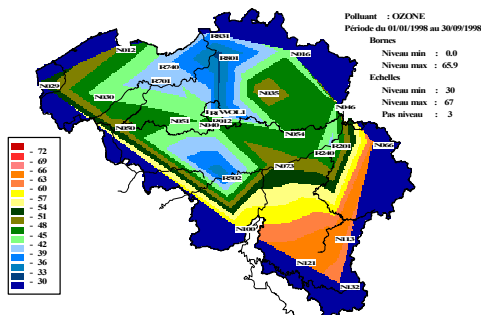 Polluant : OZONE
Période du 01/01/1998 au 30/09/1998
Bornes
Niveau min : 0.0
Niveau max : 65.9
Echelles
Niveau min : 30
Niveau max : 67
Pas niveau : 3
R831
N012
R801
N016
R740
R701
N029
N030
N035
N046
WOL1
N051
N040
R012
N050
N054
R201
R240
N066
N073
R502
N100
N113
N121
N132
- 72
- 69
- 66
- 63
- 60
- 57
- 54
- 51
- 48
- 45
- 42
- 39
- 36
- 33
- 30